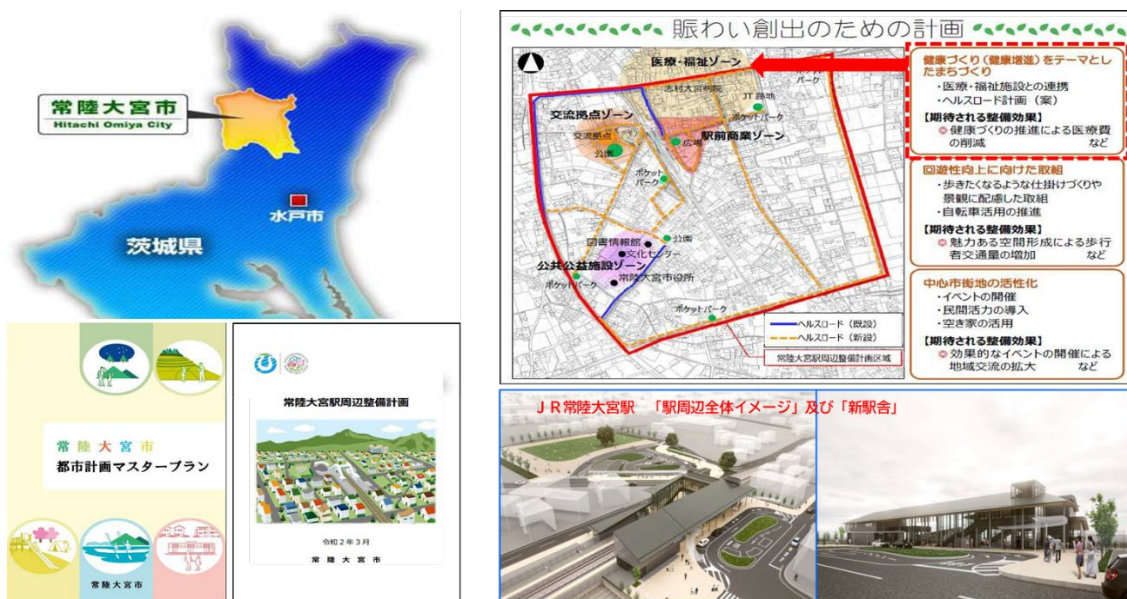 常陸大宮市
Hitachi Omiya City
水戸市
茨城県
常陸大宮市
都市計画マスタープラン
常陸大宮市
常陸大宮駅周辺整備計画
令和2年3月
常陸大宮市
賑わい創出のための計画
医療・福祉ゾーン
志村大宮病院
パーク
JT 跡地
ポケットパーク
交流拠点ゾーン
交流拠点
公園
駅前商業ゾーン
広場
ポケット
パーク
公園
図書情報館
文化センター
公共公益施設ゾーン
常陸大宮市役所
ポケットパーク
ポケットパーク
ヘルスロード（既設）
ヘルスロード（新設）
常陸大宮駅周辺整備計画区域
健康づくり（健康増進）をテーマとし
たまちづくり
・医療・福祉施設との連携
・ヘルスロード計画（案）
【期待される整備効果】
◎健康づくりの推進による医療費
の削減 など
回遊性向上に向けた取組
・歩きたくなるような仕掛けづくりや
景観に配慮した取組
・自転車活用の推進
【期待される整備効果】
◎魅力ある空間形成による歩行
者交通量の増加 など
中心市街地の活性化
・イベントの開催
・民間活力の導入
・空き家の活用
【期待される整備効果】
◎効果的なイベントの開催による
地域交流の拡大 など
ＪＲ常陸大宮駅 「駅周辺全体イメージ」及び「新駅舎」